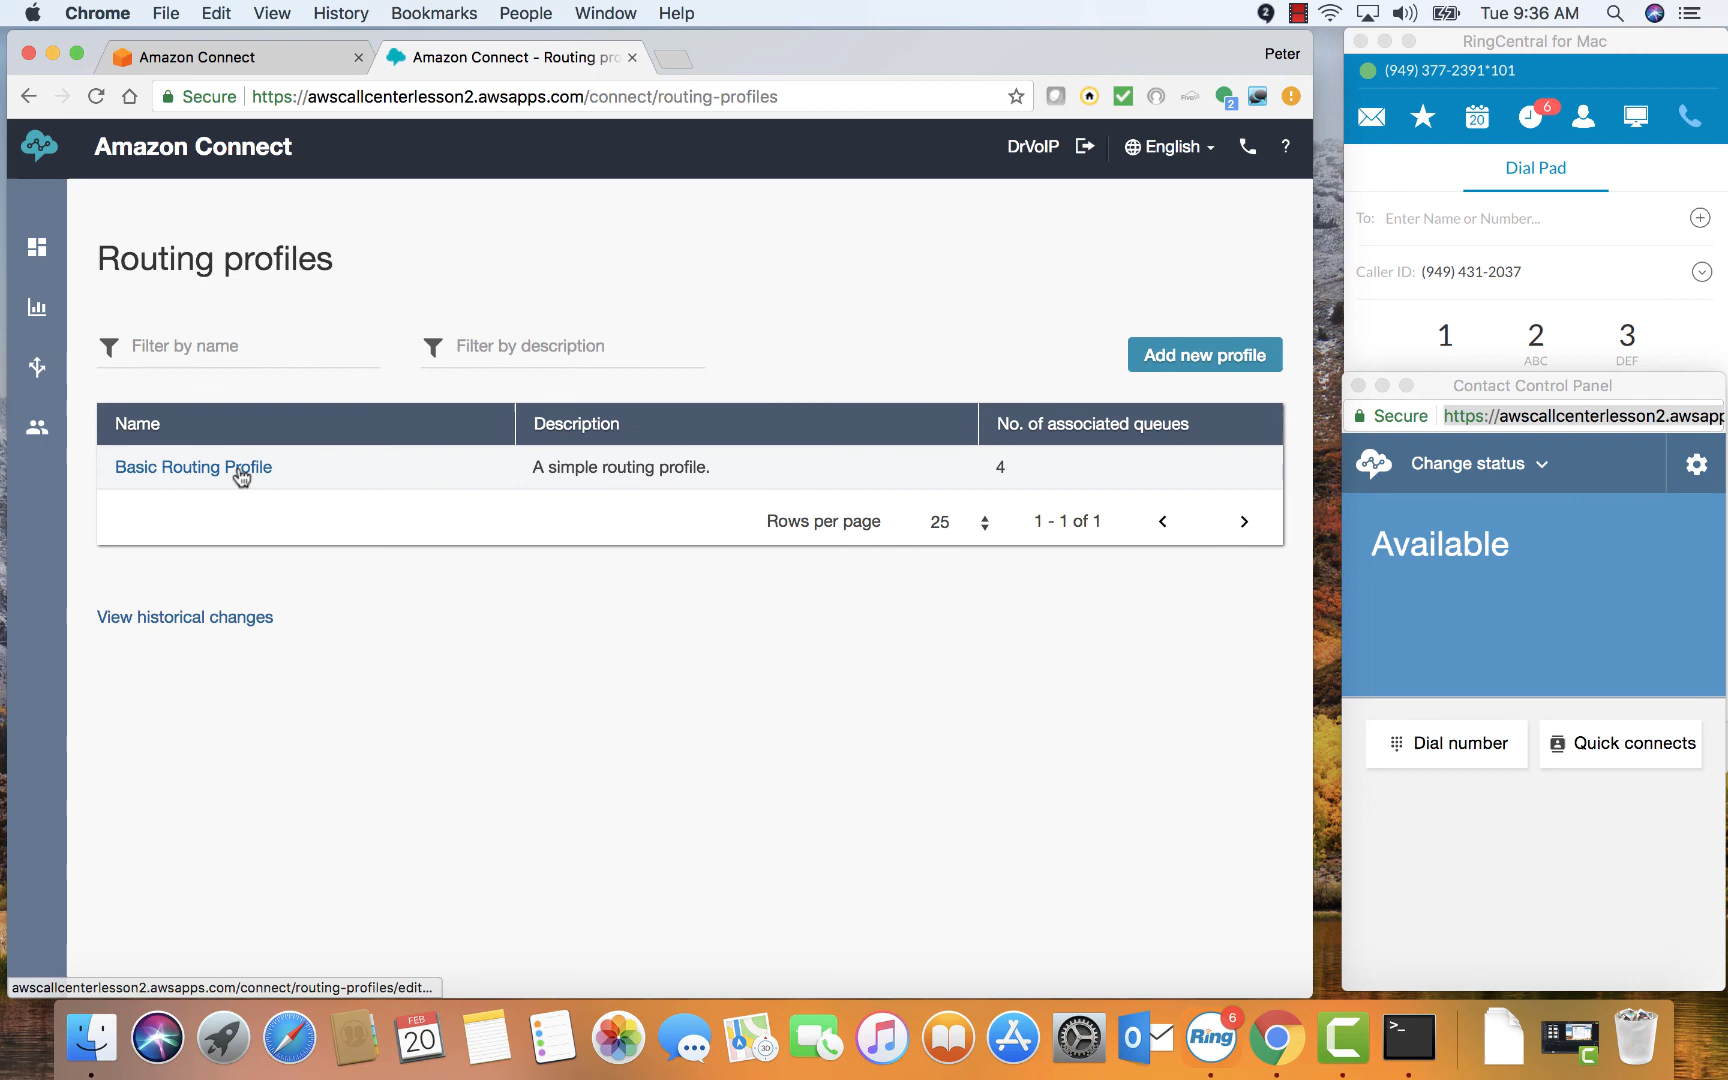 Chrome File Edit View History Bookmarks People Window Help
2
Tue 9:36 AM
Amazon Connect
Amazon Connect - Routing pro
Peter
Secure https://awscallcenterlesson2.awsapps.com/connect/routing-profiles
2
Amazon Connect
DrVoIP
English
?
Routing profiles
Filter by name
Filter by description
Add new profile
Name Description No. of associated queues
Basic Routing Profile A simple routing profile. 4
Rows per page 25 1 - 1 of 1
View historical changes
awscallcenterlesson2.awsapps.com/connect/routing-profiles/edit...
RingCentral for Mac
(949) 377-2391*101
20
6
Dial Pad
To: Enter Name or Number...
Caller ID: (949) 431-2037
1 2 3
ABC DEF
Contact Control Panel
Secure https://awscallcenterlesson2.awsapp
Change status
Available
Dial number
Quick connects
FEB
20
3D
Ring
6